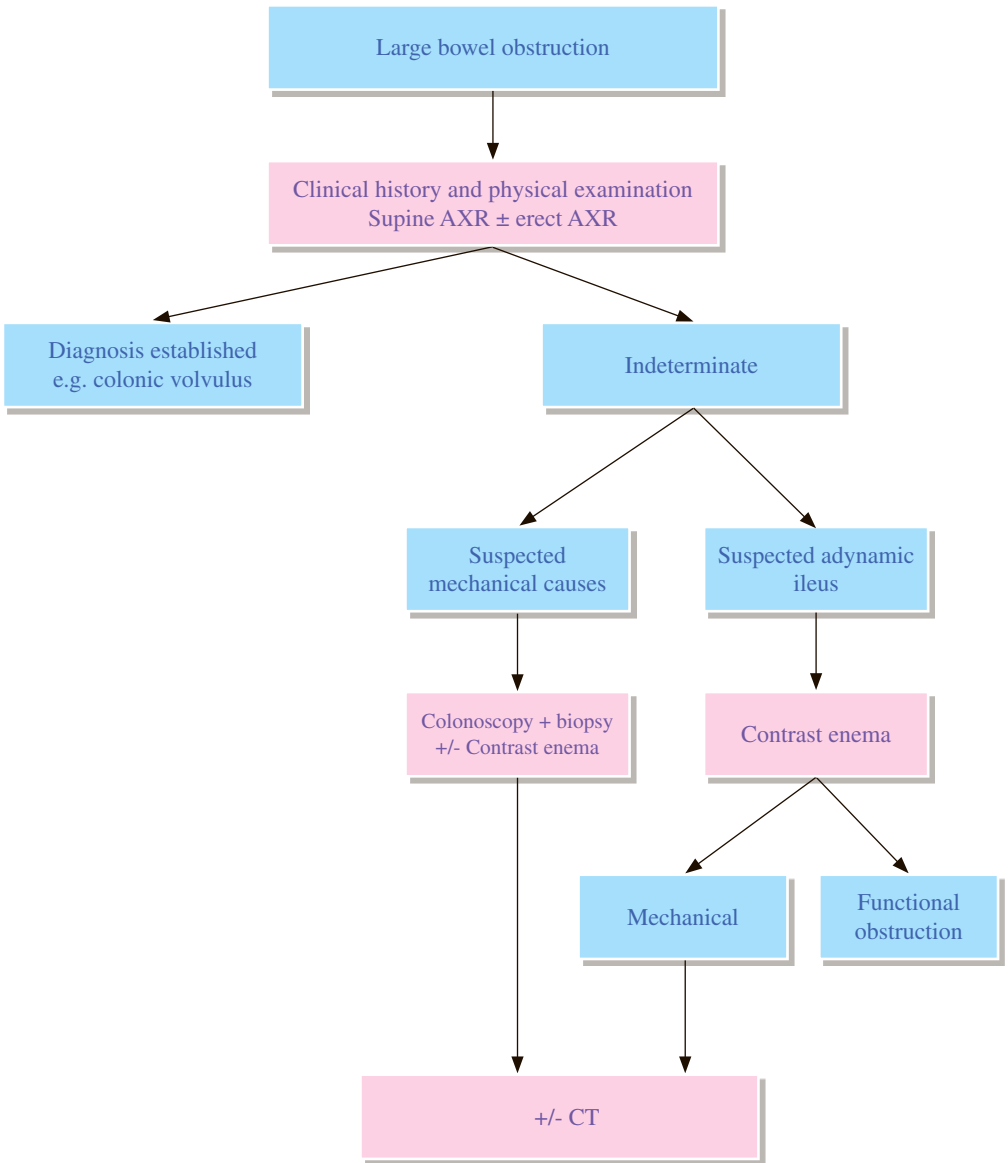 Large bowel obstruction
Clinical history and physical examination
Supine AXR ± erect AXR
Diagnosis established
e.g. colonic volvulus
Indeterminate
Suspected
mechanical causes
Suspected adynamic
ileus
Colonoscopy + biopsy
+/- Contrast enema
Contrast enema
Mechanical
Functional
obstruction
+/- CT